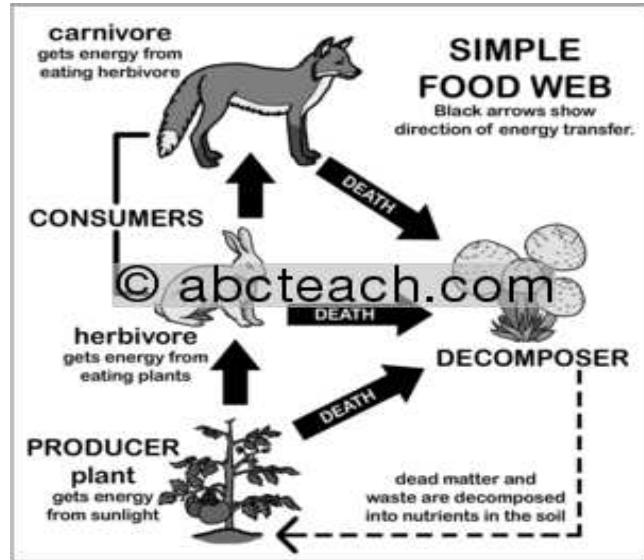 carnivore
gets energy from
eating herbivore
SIMPLE
FOOD WEB
Black arrows show
direction of energy transfer.
DEATH
CONSUMERS
© abcteach.com
DEATH
herbivore
gets energy from
eating plants
DECOMPOSER
DEATH
PRODUCER
plant
gets energy
from sunlight
dead matter and
waste are decomposed
into nutrients in the soil